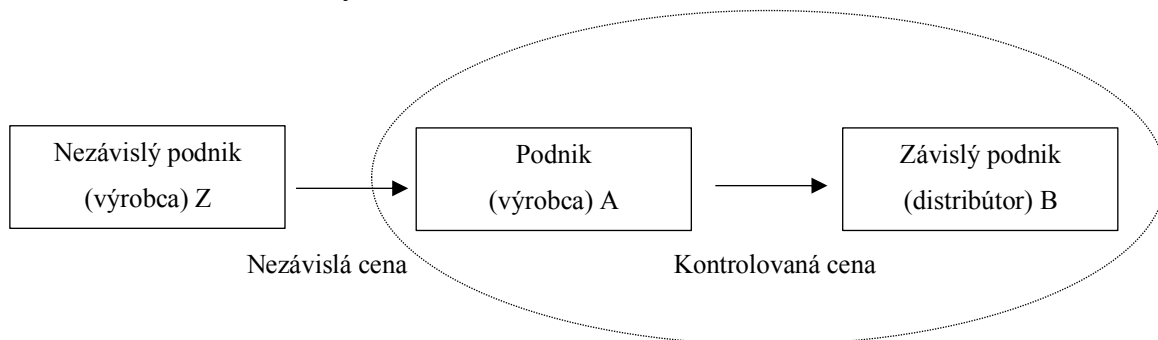 Nezávislý podnik
(výrobca) Z
Podnik
(výrobca) A
Závislý podnik
(distribútor) B
Nezávislá cena
Kontrolovaná cena